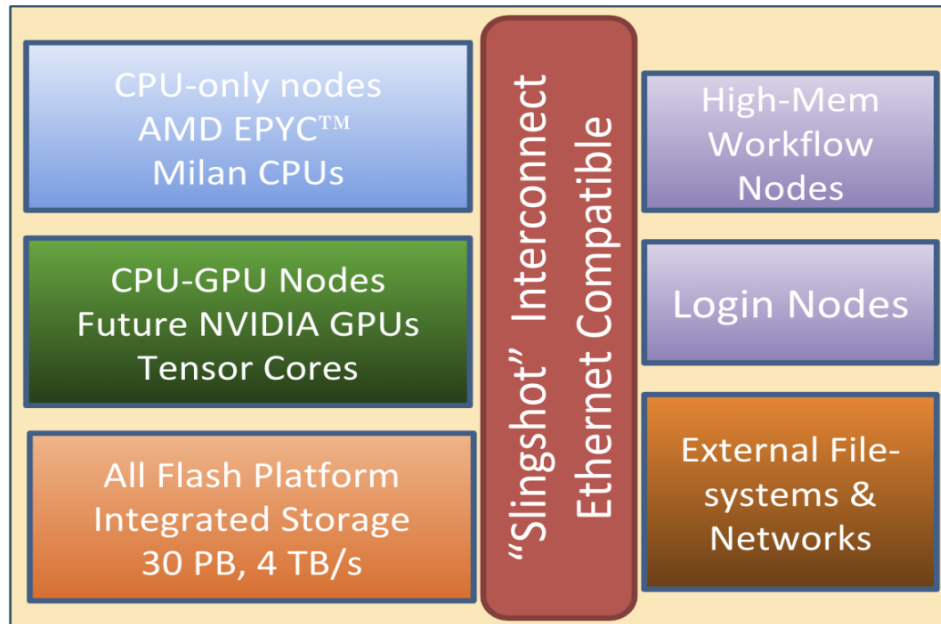 CPU-only nodes
AMD EPYC™
Milan CPUs
CPU-GPU Nodes
Future NVIDIA GPUs
Tensor Cores
All Flash Platform
Integrated Storage
30 PB, 4 TB/s
“Slingshot” Interconnect
Ethernet Compatible
High-Mem
Workflow
Nodes
Login Nodes
External File-
systems &
Networks